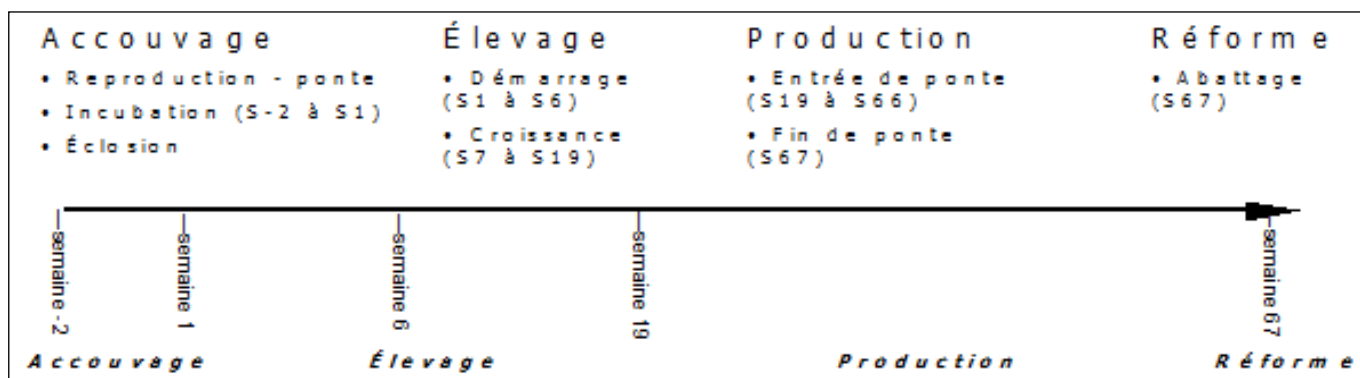 Accouvage
• Reproduction - ponte
• Incubation (S-2 à S1)
• Éclosion
Élevage
• Démarrage
(S1 à S6)
• Croissance
(S7 à S19)
Production
• Entrée de ponte
(S19 à S66)
• Fin de ponte
(S67)
Réforme
• Abattage
(S67)
semaine -2
semaine 1
semaine 6
semaine 19
semaine 67
Accouvage
Élevage
Production
Réforme